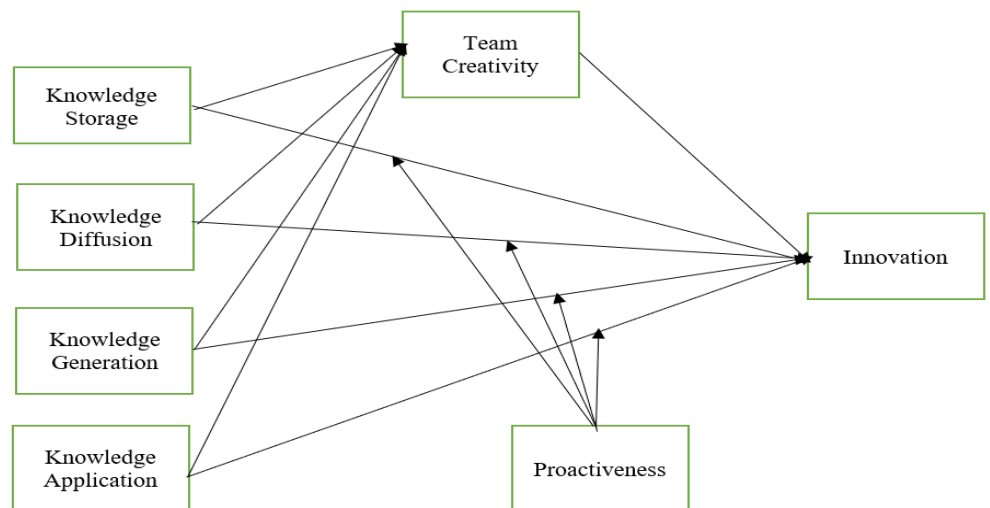 Team
Creativity
Knowledge
Storage
Knowledge
Diffusion
Innovation
Knowledge
Generation
Knowledge
Application
Proactiveness